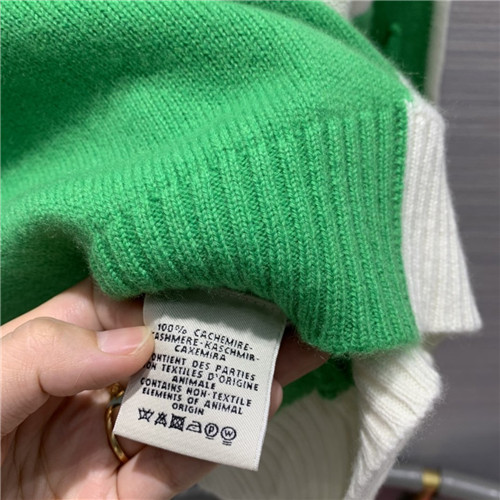 100% CACHEMIRE-
CASHMERE-KASCHMIR-
CAXEMIRA
CONTIENT DES PARTIES
NON TEXTILES D'ORIGINE
ANIMALE
CONTAINS NON-TEXTILE
ELEMENTS OF ANIMAL
ORIGIN
P W